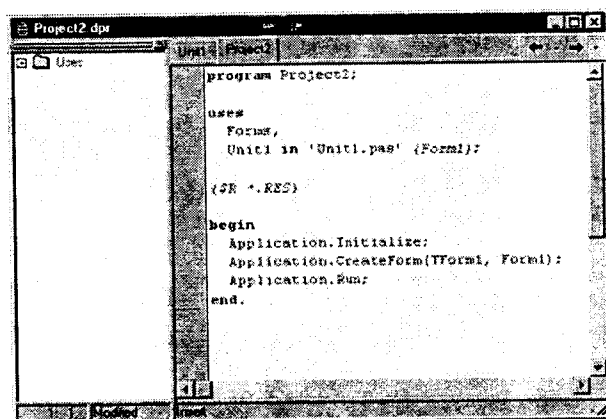 Project2.dpr
Uses
Unit1 Project2
program Project2;
uses
Forms,
Unit1 in 'Unit1.pas' {Form1};
{$R *.RES}
begin
Application.Initialize;
Application.CreateForm(TForm1, Form1);
Application.Run;
end.
1: 1 Modified Insert